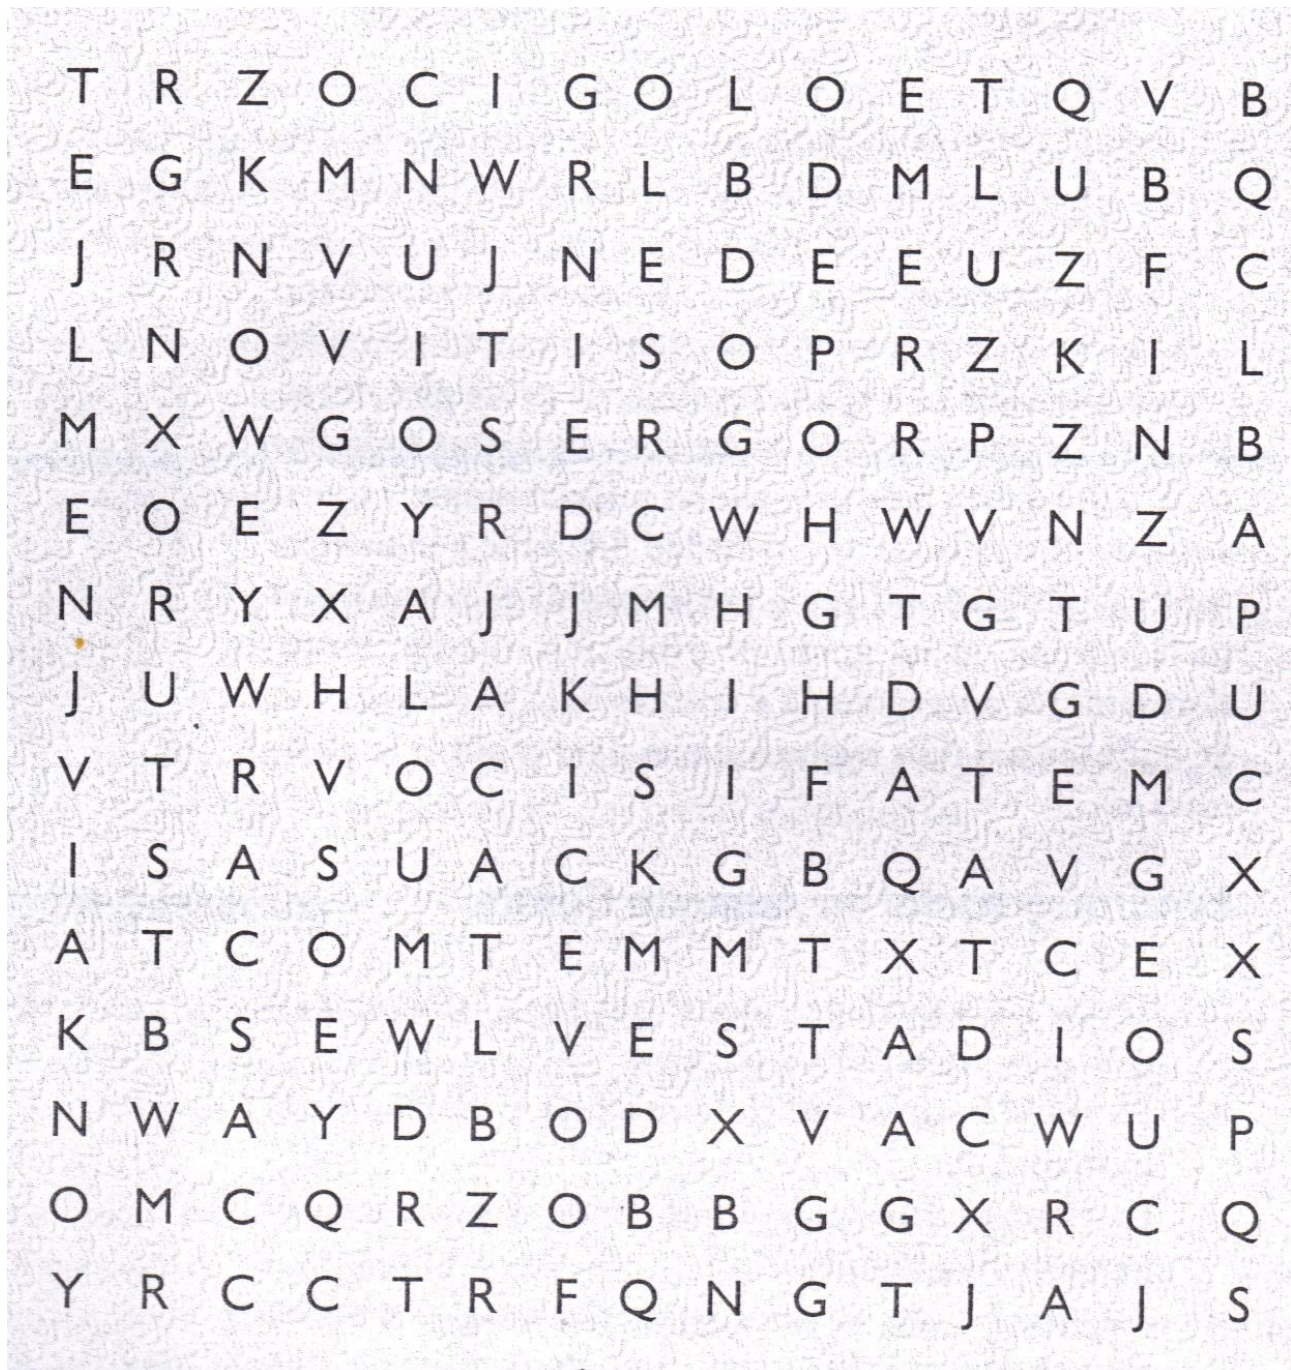 T R Z O C I G O L O E T Q V B
E G K M N W R L B D M L U B Q
J R N V U J N E D E E U Z F C
L N O V I T I S O P R Z K I L
M X W G O S E R G O R P Z N B
E O E Z Y R D C W H W V N Z A
N R Y X A J J M H G T G T U P
J U W H L A K H I H D V G D U
V T R V O C I S I F A T E M C
I S A S U A C K G B Q A V G X
A T C O M T E M M T X T C E X
K B S E W L V E S T A D I O S
N W A Y D B O D X V A C W U P
O M C Q R Z O B B G G X R C Q
Y R C C T R F Q N G T J A J S